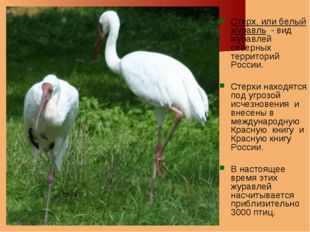 Стерх, или белый
журавль - вид
журавлей
северных
территорий
России.
Стерхи находятся
под угрозой
исчезновения и
внесены в
международную
Красную книгу и
Красную книгу
России.
В настоящее
время этих
журавлей
насчитывается
приблизительно
3000 птиц.